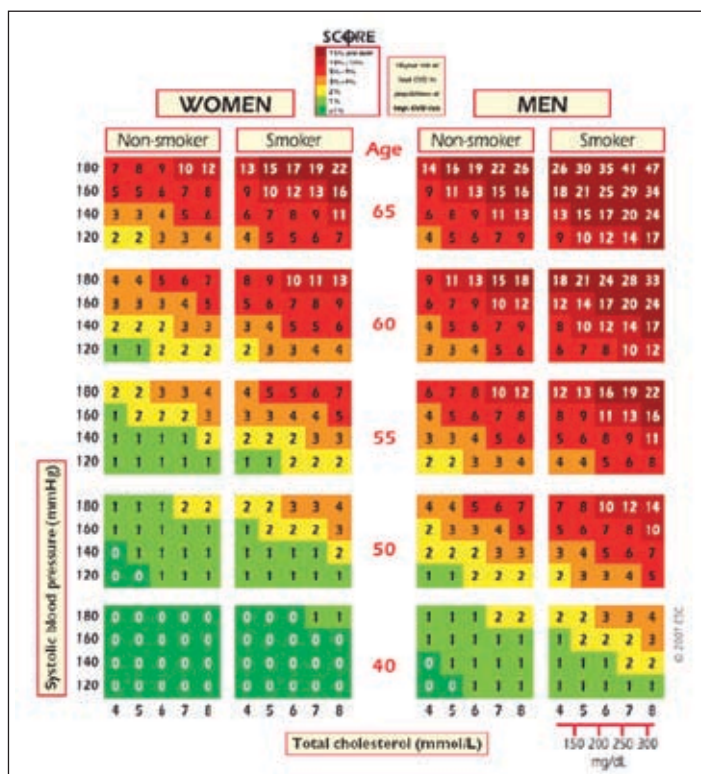 SCORE
15% and over
10%–14%
5%–9%
3%–4%
2%
1%
<1%
10-year risk of
fatal CVD in
populations at
high CVD risk
WOMEN
MEN
Non-smoker
Smoker
Age
Non-smoker
Smoker
180 7 8 9 10 12 13 15 17 19 22 14 16 19 22 26 26 30 35 41 47
160 5 5 6 7 8 9 10 12 13 16 9 11 13 15 16 18 21 25 29 34
140 3 3 4 5 6 6 7 8 9 11 6 8 9 11 13 13 15 17 20 24
120 2 2 3 3 4 4 5 5 6 7 4 5 6 7 9 9 10 12 14 17
65
180 4 4 5 6 7 8 9 10 11 13 9 11 13 15 18 18 21 24 28 33
160 3 3 3 4 5 5 6 7 8 9 6 7 9 10 12 12 14 17 20 24
140 2 2 2 3 3 3 4 5 5 6 4 5 6 7 9 8 10 12 14 17
120 1 1 2 2 2 2 3 3 4 4 3 3 4 5 6 6 7 8 10 12
60
180 2 2 3 3 4 4 5 5 6 7 6 7 8 10 12 12 13 16 19 22
160 1 2 2 2 3 3 3 4 4 5 4 5 6 7 8 8 9 11 13 16
140 1 1 1 1 2 2 2 2 3 3 3 3 4 5 6 5 6 8 9 11
120 1 1 1 1 1 1 1 2 2 2 2 2 3 3 4 4 4 5 6 8
55
180 1 1 1 2 2 2 2 3 3 4 4 4 5 6 7 7 8 10 12 14
160 1 1 1 1 1 1 2 2 2 3 2 3 3 4 5 5 6 7 8 10
140 0 1 1 1 1 1 1 1 1 2 2 2 2 3 3 3 4 5 6 7
120 0 0 1 1 1 1 1 1 1 1 1 1 2 2 2 2 3 3 4 5
50
180 0 0 0 0 0 0 0 0 1 1 1 1 1 2 2 2 2 3 3 4
160 0 0 0 0 0 0 0 0 0 0 1 1 1 1 1 1 2 2 2 3
140 0 0 0 0 0 0 0 0 0 0 0 1 1 1 1 1 1 1 2 2
120 0 0 0 0 0 0 0 0 0 0 0 0 1 1 1 1 1 1 1 1
40
4 5 6 7 8 4 5 6 7 8 4 5 6 7 8 4 5 6 7 8
Systolic blood pressure (mmHg)
Total cholesterol (mmol/L)
150 200 250 300
mg/dL
© 2007 ESC